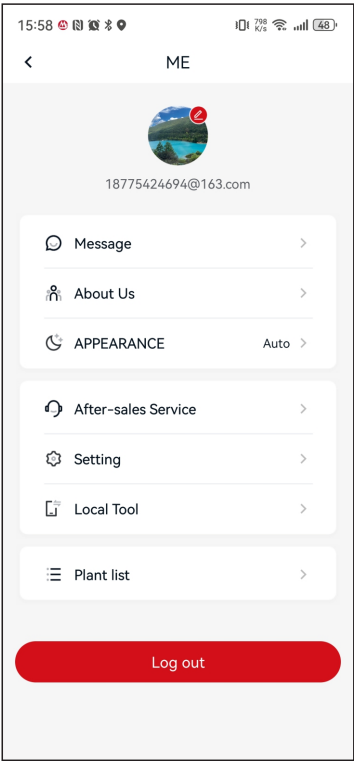 15:58 798 K/s 48
ME
18775424694@163.com
Message
About Us
APPEARANCE Auto
After-sales Service
Setting
Local Tool
Plant list
Log out